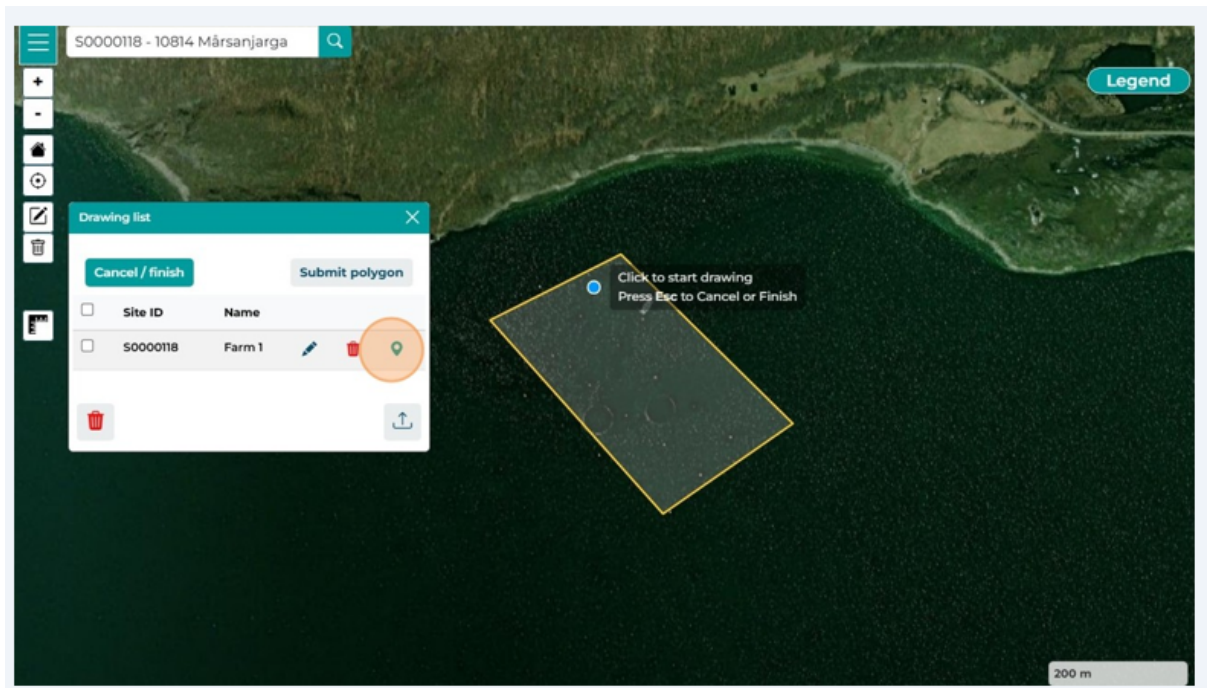 S0000118 - 10814 Mårsanjarga
+
Legend
-
Drawing list
Cancel / finish
Submit polygon
Site ID Name
S0000118 Farm 1
Click to start drawing
Press Esc to Cancel or Finish
200 m